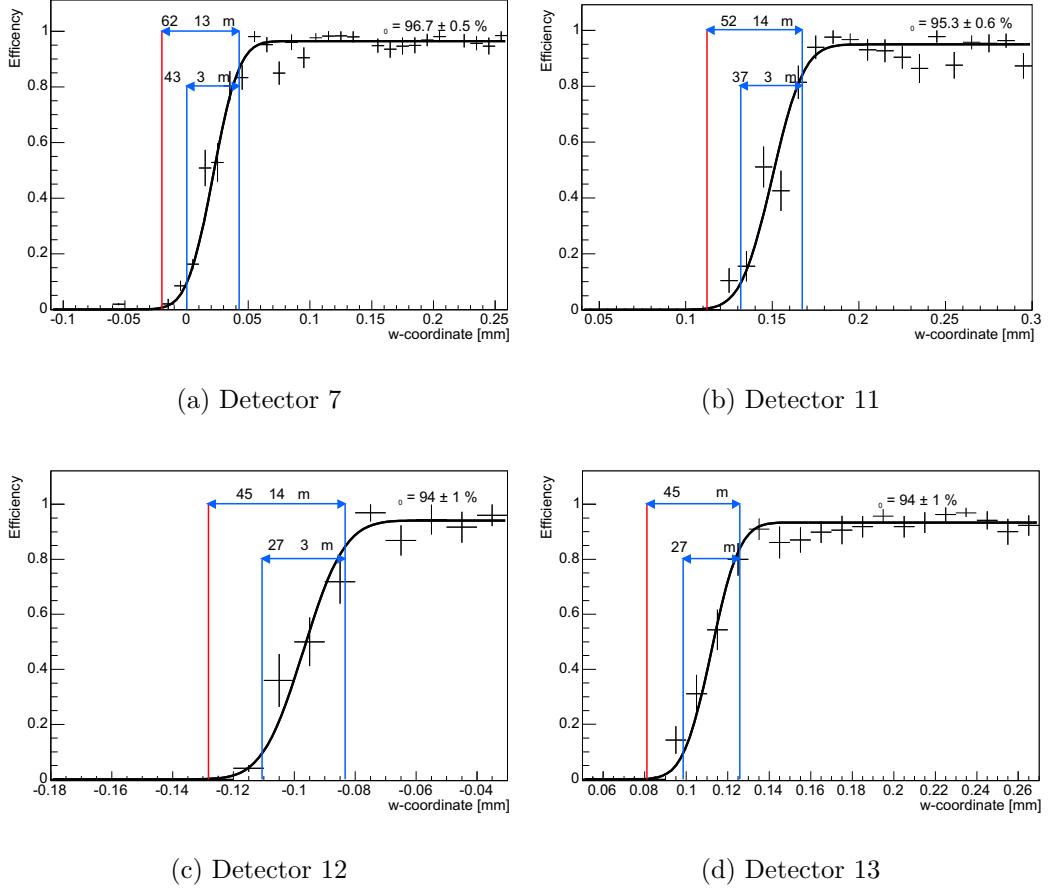 Efficency
1
0.8
0.6
0.4
0.2
0
62 13 m
₀ = 96.7 ± 0.5 %
43 3 m
-0.1 -0.05 0 0.05 0.1 0.15 0.2 0.25
w-coordinate [mm]
(a) Detector 7
Efficiency
1
0.8
0.6
0.4
0.2
0
52 14 m
₀ = 95.3 ± 0.6 %
37 3 m
0.05 0.1 0.15 0.2 0.25 0.3
w-coordinate [mm]
(b) Detector 11
Efficiency
1
0.8
0.6
0.4
0.2
0
45 14 m
₀ = 94 ± 1 %
27 3 m
-0.18 -0.16 -0.14 -0.12 -0.1 -0.08 -0.06 -0.04
w-coordinate [mm]
(c) Detector 12
Efficiency
1
0.8
0.6
0.4
0.2
0
45 m
₀ = 94 ± 1 %
27 m
0.06 0.08 0.1 0.12 0.14 0.16 0.18 0.2 0.22 0.24 0.26
w-coordinate [mm]
(d) Detector 13